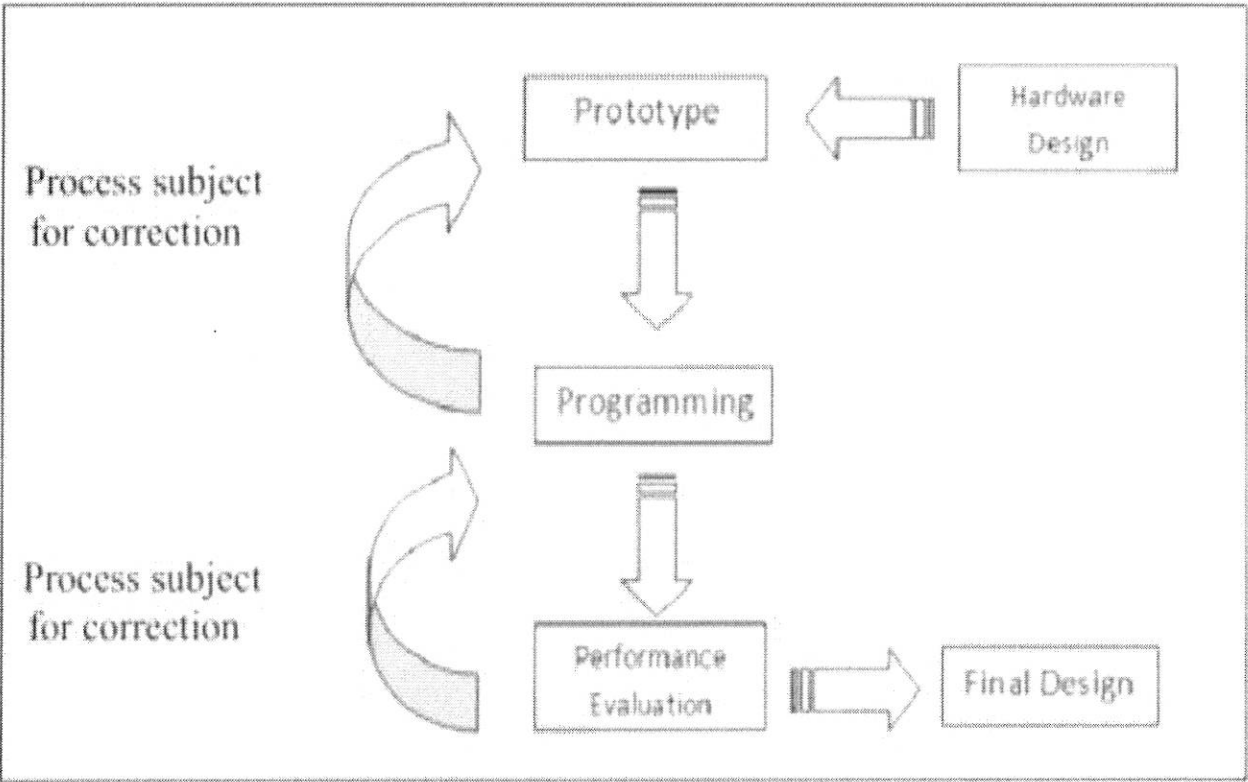 Prototype
Hardware
Design
Process subject
for correction
Programming
Process subject
for correction
Performance
Evaluation
Final Design